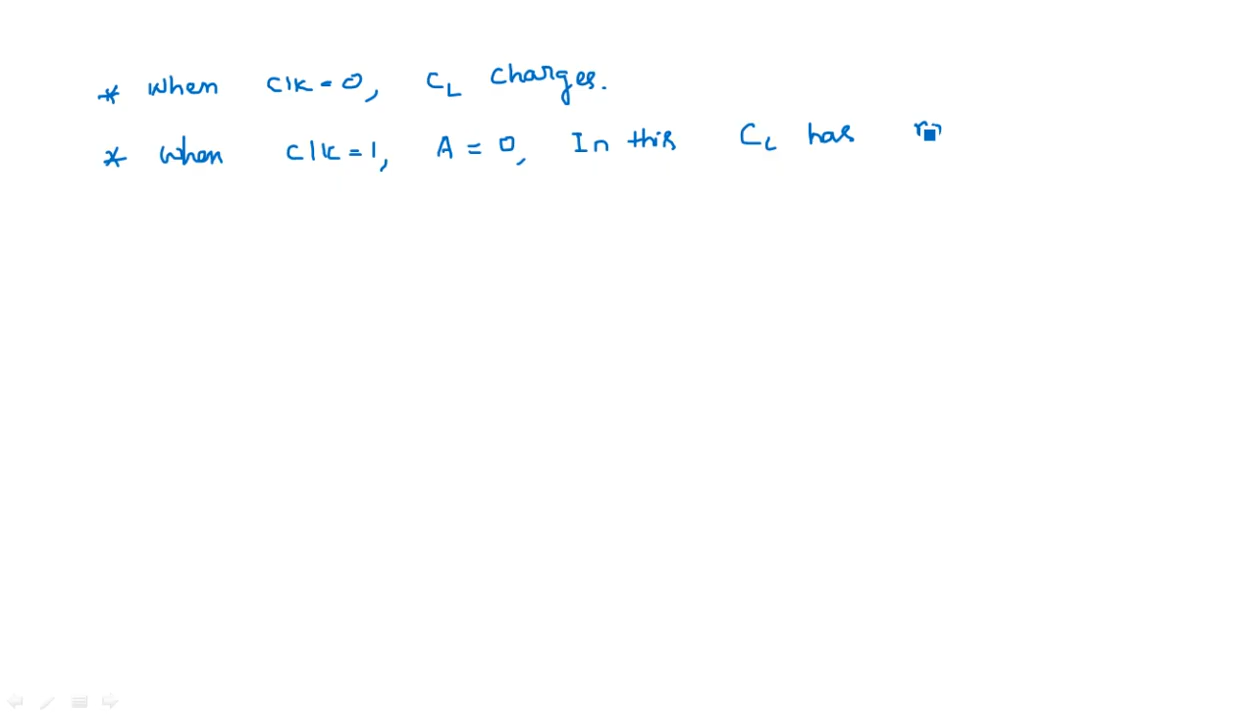 * when clk = 0, CL charges.
* when clk = 1, A = 0, In this CL has